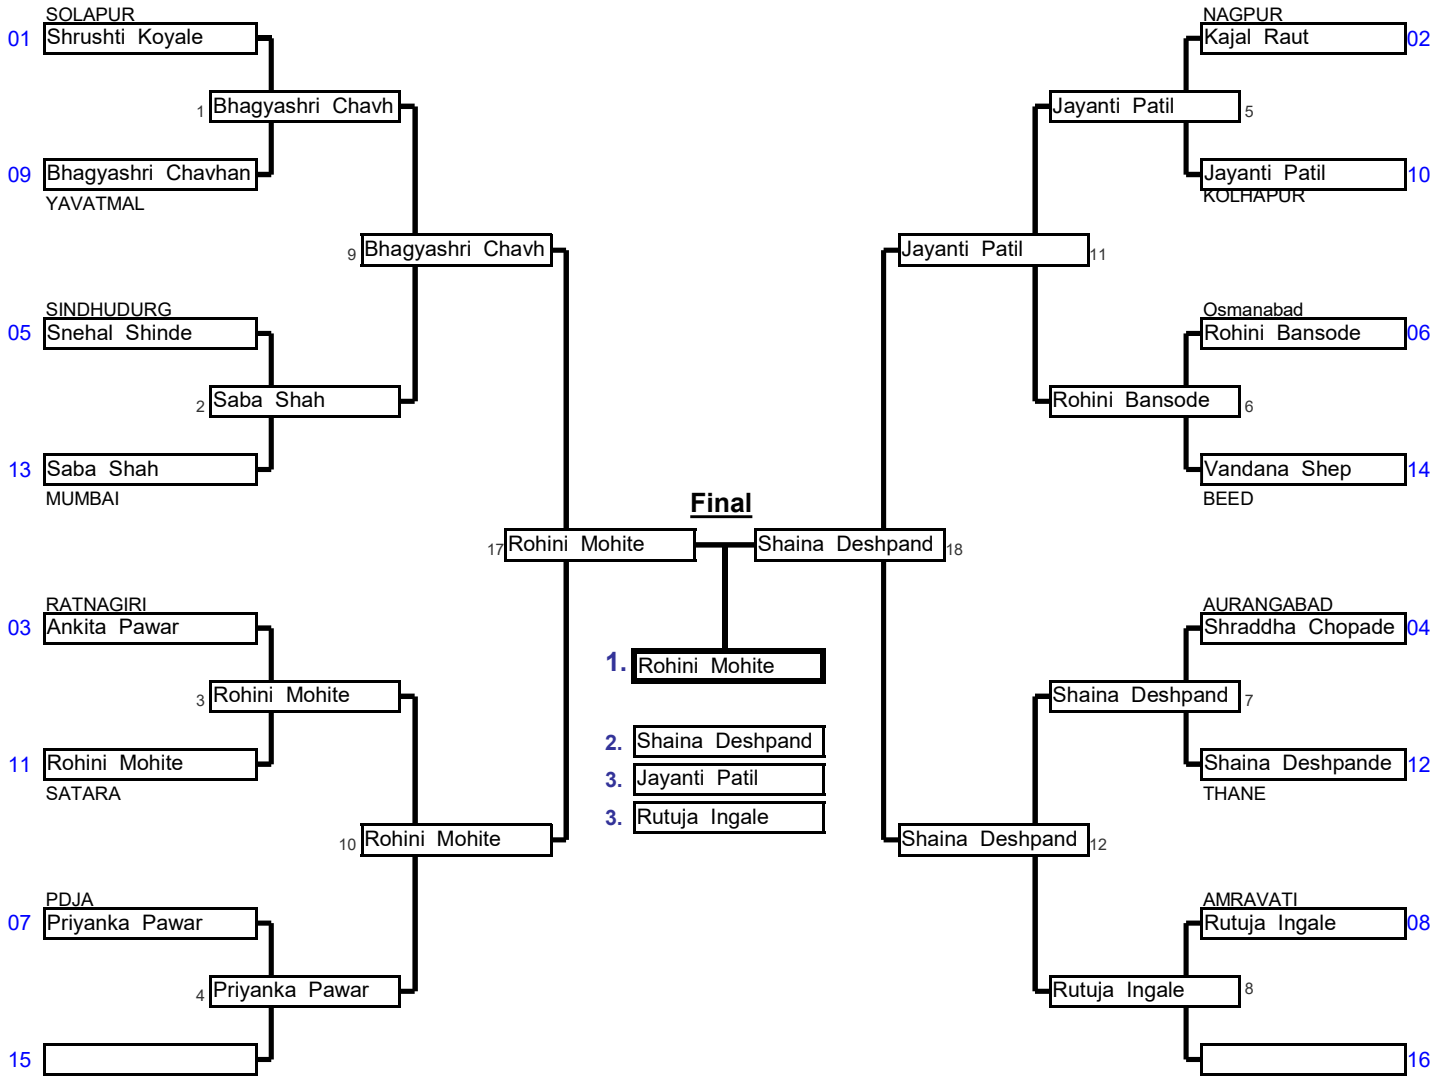 SOLAPUR
01 Shrushti Koyale
1 Bhagyashri Chavh
09 Bhagyashri Chavhan
YAVATMAL
9 Bhagyashri Chavh
SINDHUDURG
05 Snehal Shinde
2 Saba Shah
13 Saba Shah
MUMBAI
17 Rohini Mohite
RATNAGIRI
03 Ankita Pawar
3 Rohini Mohite
11 Rohini Mohite
SATARA
10 Rohini Mohite
PDJA
07 Priyanka Pawar
4 Priyanka Pawar
15
Final
1. Rohini Mohite
2. Shaina Deshpand
3. Jayanti Patil
3. Rutuja Ingale
NAGPUR
Kajal Raut 02
Jayanti Patil 5
Jayanti Patil 10
KOLHAPUR
Jayanti Patil 11
Osmanabad
Rohini Bansode 06
Rohini Bansode 6
Vandana Shep 14
BEED
Shaina Deshpand 18
AURANGABAD
Shraddha Chopade 04
Shaina Deshpand 7
Shaina Deshpande 12
THANE
Shaina Deshpand 12
AMRAVATI
Rutuja Ingale 08
Rutuja Ingale 8
16